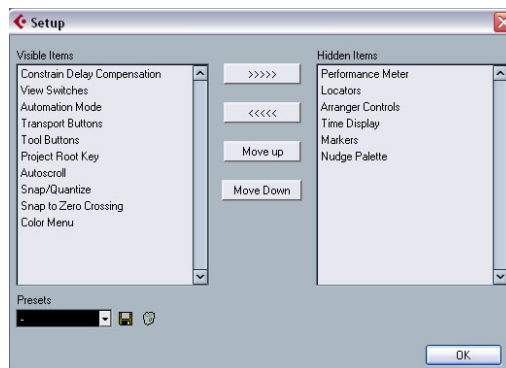 Setup
Visible Items
Constrain Delay Compensation
View Switches
Automation Mode
Transport Buttons
Tool Buttons
Project Root Key
Autoscroll
Snap/Quantize
Snap to Zero Crossing
Color Menu
>>>>>
<<<<<
Move up
Move Down
Hidden Items
Performance Meter
Locators
Arranger Controls
Time Display
Markers
Nudge Palette
Presets
-
OK